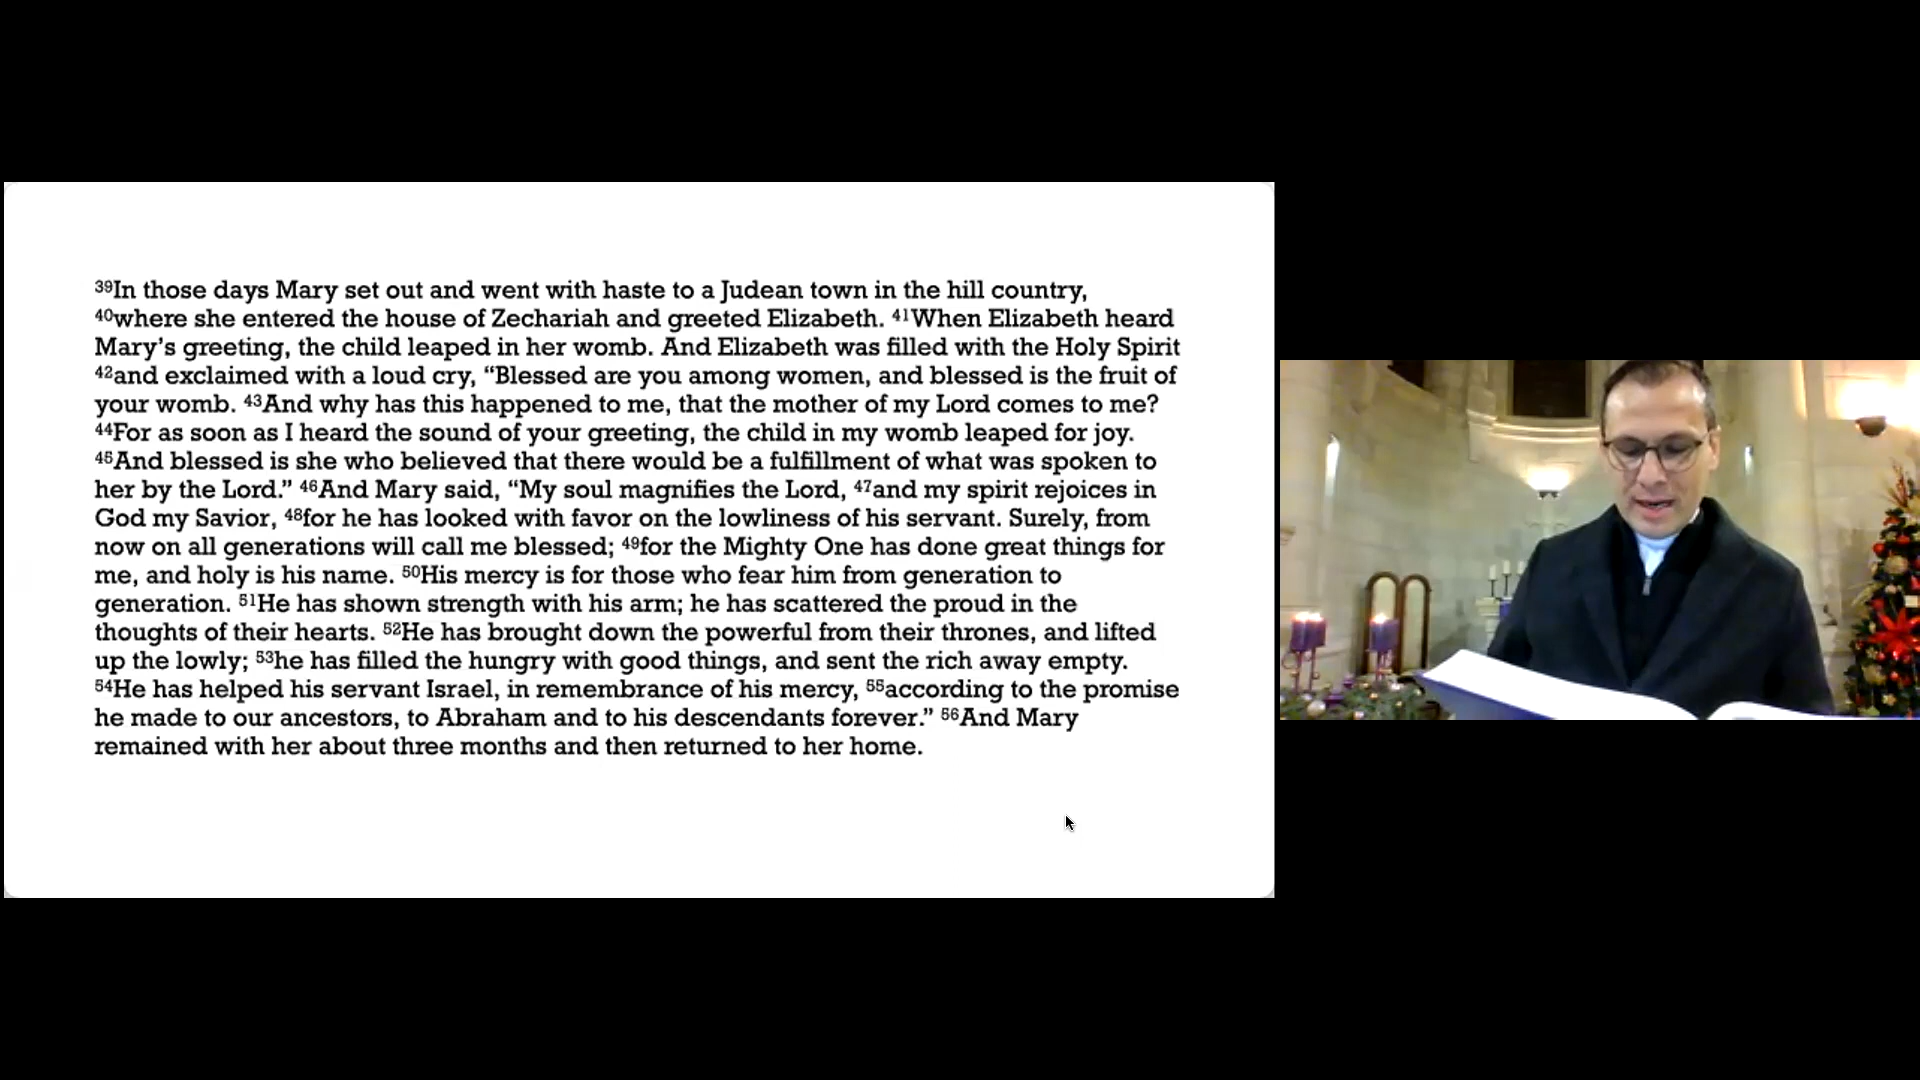 ³⁹In those days Mary set out and went with haste to a Judean town in the hill country,
⁴⁰where she entered the house of Zechariah and greeted Elizabeth. ⁴¹When Elizabeth heard
Mary’s greeting, the child leaped in her womb. And Elizabeth was filled with the Holy Spirit
⁴²and exclaimed with a loud cry, “Blessed are you among women, and blessed is the fruit of
your womb. ⁴³And why has this happened to me, that the mother of my Lord comes to me?
⁴⁴For as soon as I heard the sound of your greeting, the child in my womb leaped for joy.
⁴⁵And blessed is she who believed that there would be a fulfillment of what was spoken to
her by the Lord.” ⁴⁶And Mary said, “My soul magnifies the Lord, ⁴⁷and my spirit rejoices in
God my Savior, ⁴⁸for he has looked with favor on the lowliness of his servant. Surely, from
now on all generations will call me blessed; ⁴⁹for the Mighty One has done great things for
me, and holy is his name. ⁵⁰His mercy is for those who fear him from generation to
generation. ⁵¹He has shown strength with his arm; he has scattered the proud in the
thoughts of their hearts. ⁵²He has brought down the powerful from their thrones, and lifted
up the lowly; ⁵³he has filled the hungry with good things, and sent the rich away empty.
⁵⁴He has helped his servant Israel, in remembrance of his mercy, ⁵⁵according to the promise
he made to our ancestors, to Abraham and to his descendants forever.” ⁵⁶And Mary
remained with her about three months and then returned to her home.